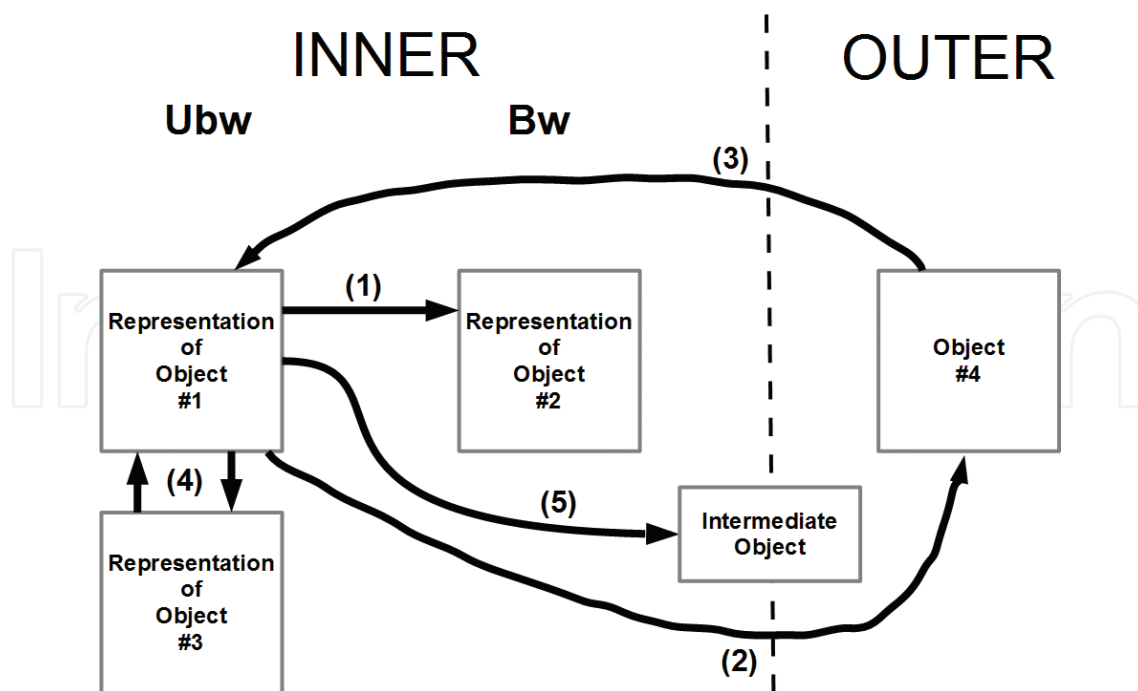 INNER
OUTER
Ubw
Bw
(3)
(1)
Representation
of
Object
#1
Representation
of
Object
#2
Object
#4
(4)
(5)
Intermediate
Object
Representation
of
Object
#3
(2)